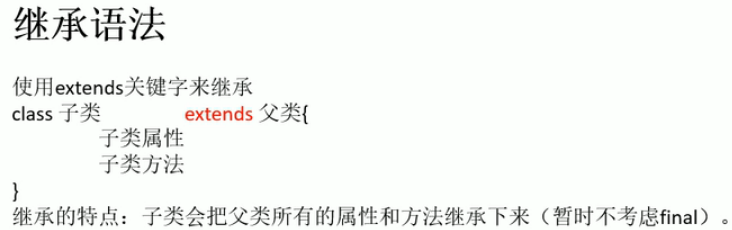 继承语法
使用extends关键字来继承
class 子类 extends 父类{
子类属性
子类方法
}
继承的特点：子类会把父类所有的属性和方法继承下来（暂时不考虑final）。